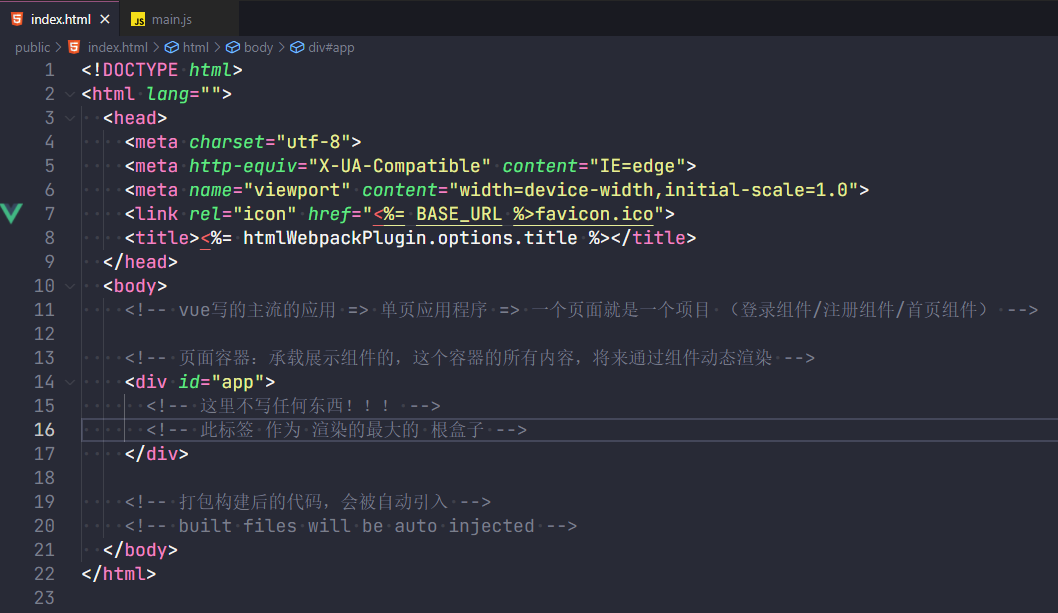 index.html
main.js
public > index.html > html > body > div#app
1 <!DOCTYPE html>
2 <html lang="">
3 <head>
4 <meta charset="utf-8">
5 <meta http-equiv="X-UA-Compatible" content="IE=edge">
6 <meta name="viewport" content="width=device-width,initial-scale=1.0">
7 <link rel="icon" href="<%= BASE_URL %>favicon.ico">
8 <title><%= htmlWebpackPlugin.options.title %></title>
9 </head>
10 <body>
11 <!-- vue写的主流的应用 => 单页应用程序 => 一个页面就是一个项目 （登录组件/注册组件/首页组件） -->
12
13 <!-- 页面容器：承载展示组件的，这个容器的所有内容，将来通过组件动态渲染 -->
14 <div id="app">
15 <!-- 这里不写任何东西！！！ -->
16 <!-- 此标签 作为 渲染的最大的 根盒子 -->
17 </div>
18
19 <!-- 打包构建后的代码，会被自动引入 -->
20 <!-- built files will be auto injected -->
21 </body>
22 </html>
23